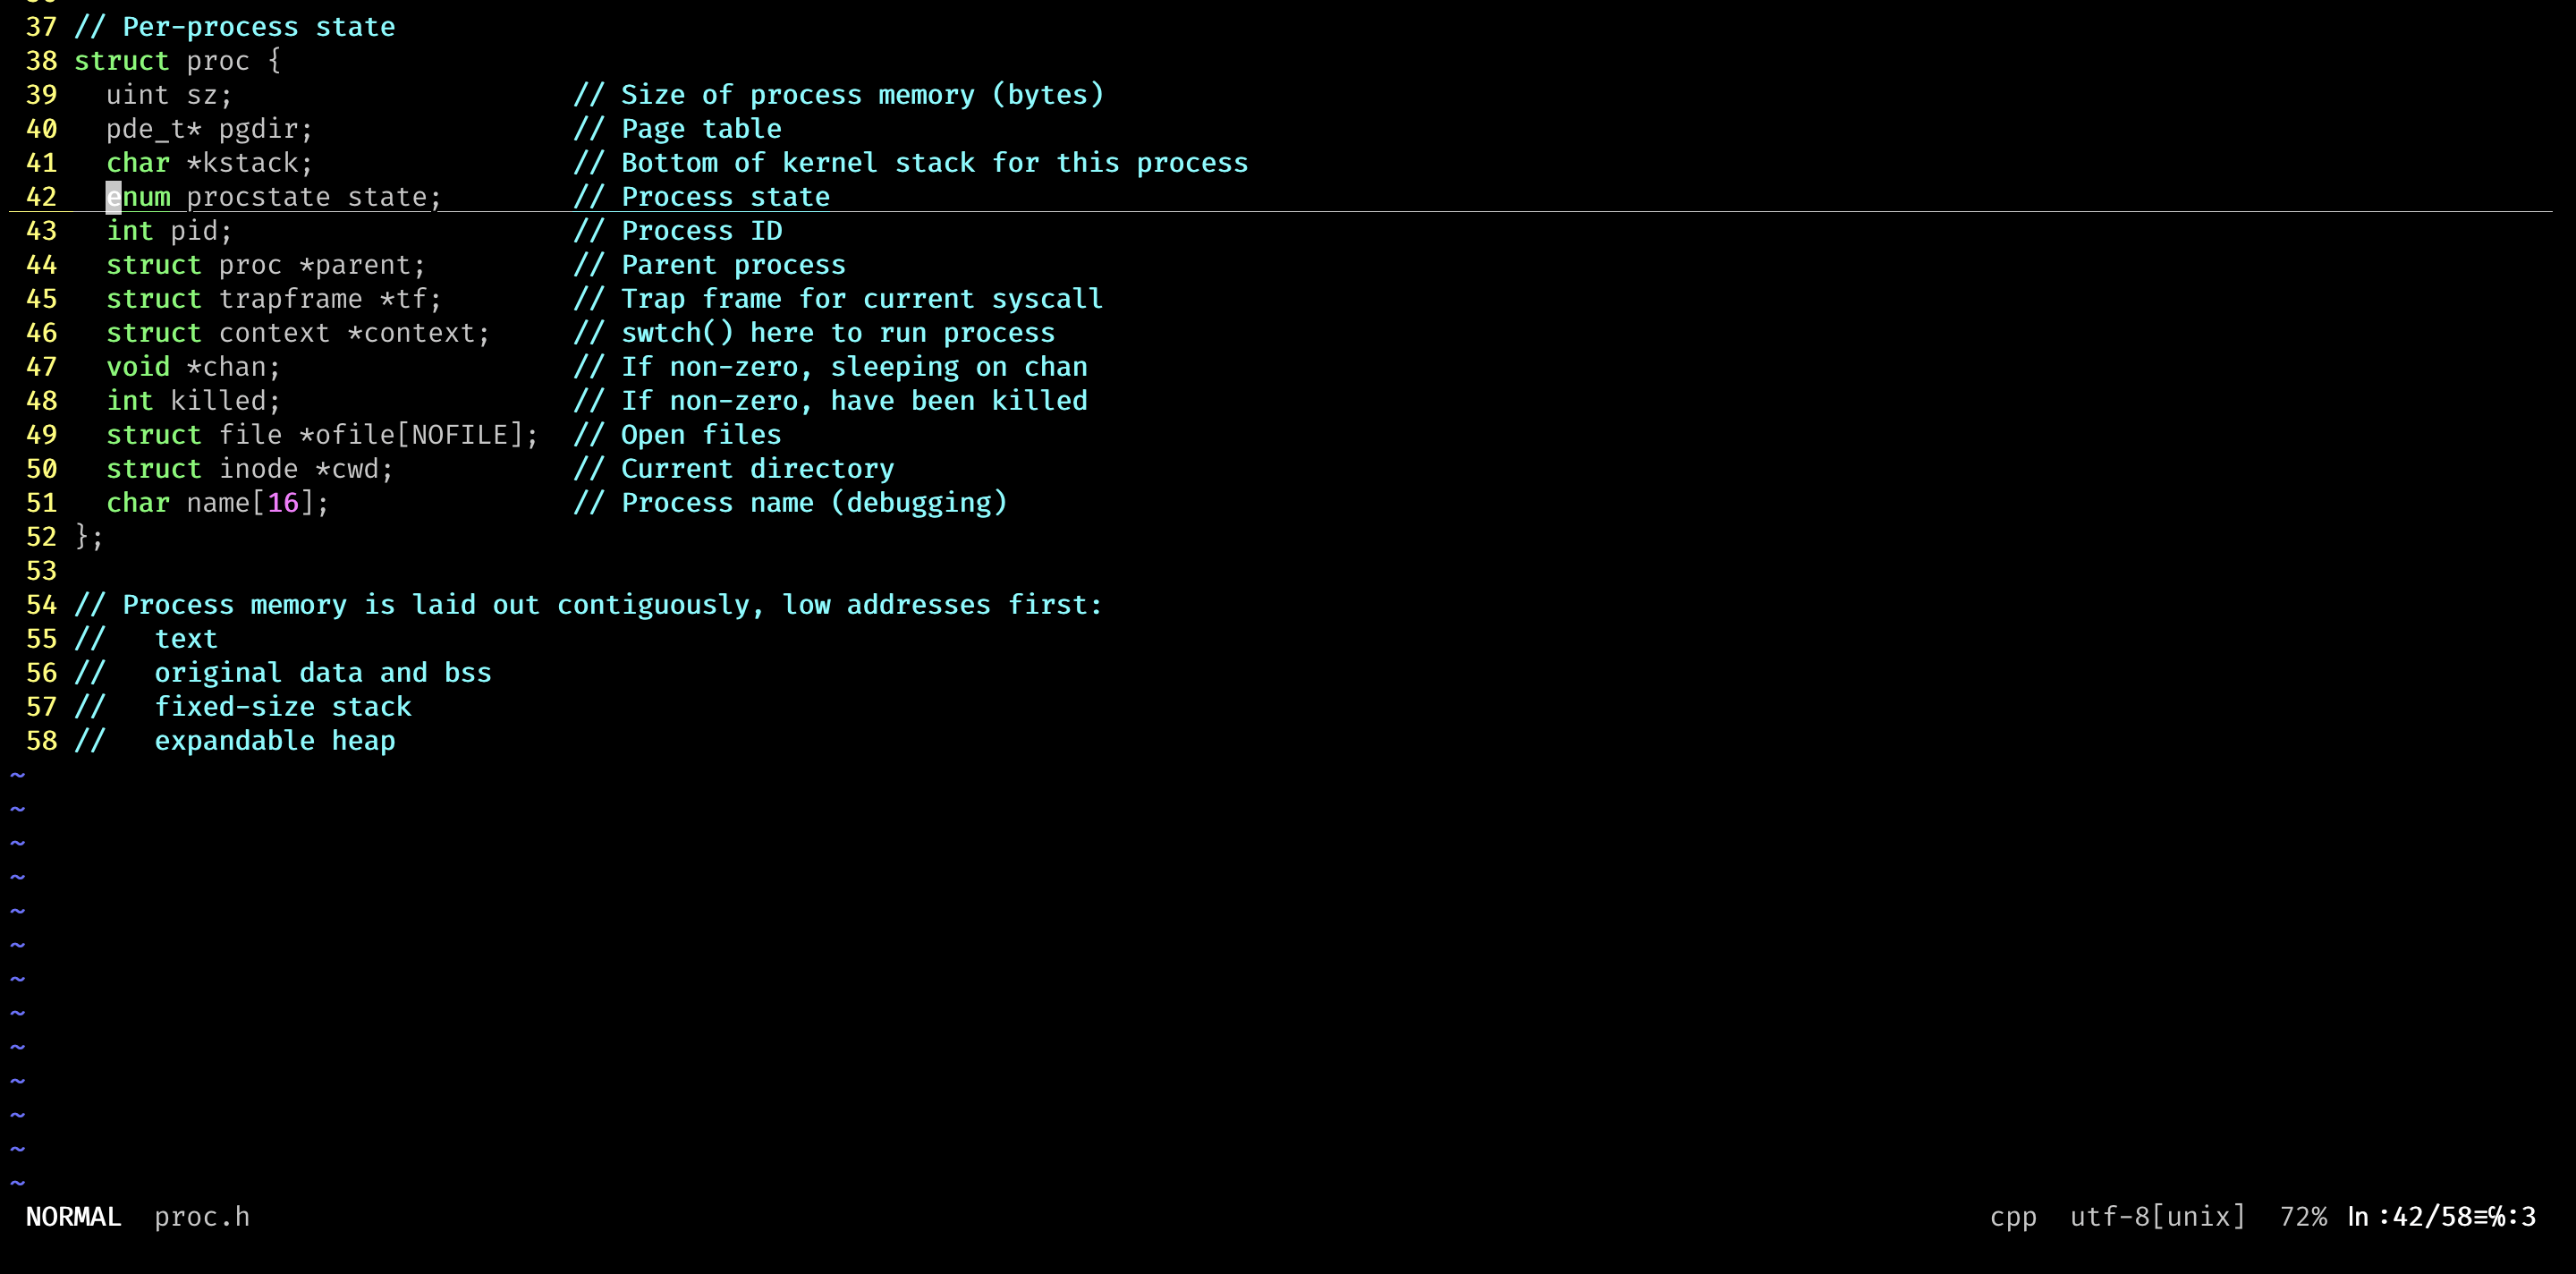 37 // Per-process state
38 struct proc {
39   uint sz;                     // Size of process memory (bytes)
40   pde_t* pgdir;                // Page table
41   char *kstack;                // Bottom of kernel stack for this process
42   enum procstate state;        // Process state
43   int pid;                     // Process ID
44   struct proc *parent;         // Parent process
45   struct trapframe *tf;        // Trap frame for current syscall
46   struct context *context;     // swtch() here to run process
47   void *chan;                  // If non-zero, sleeping on chan
48   int killed;                  // If non-zero, have been killed
49   struct file *ofile[NOFILE];  // Open files
50   struct inode *cwd;           // Current directory
51   char name[16];               // Process name (debugging)
52 };
53
54 // Process memory is laid out contiguously, low addresses first:
55 //   text
56 //   original data and bss
57 //   fixed-size stack
58 //   expandable heap
~
~
~
~
~
~
~
~
~
~
~
~
~
NORMAL  proc.h  cpp  utf-8[unix]  72% ln :42/58≡℅:3